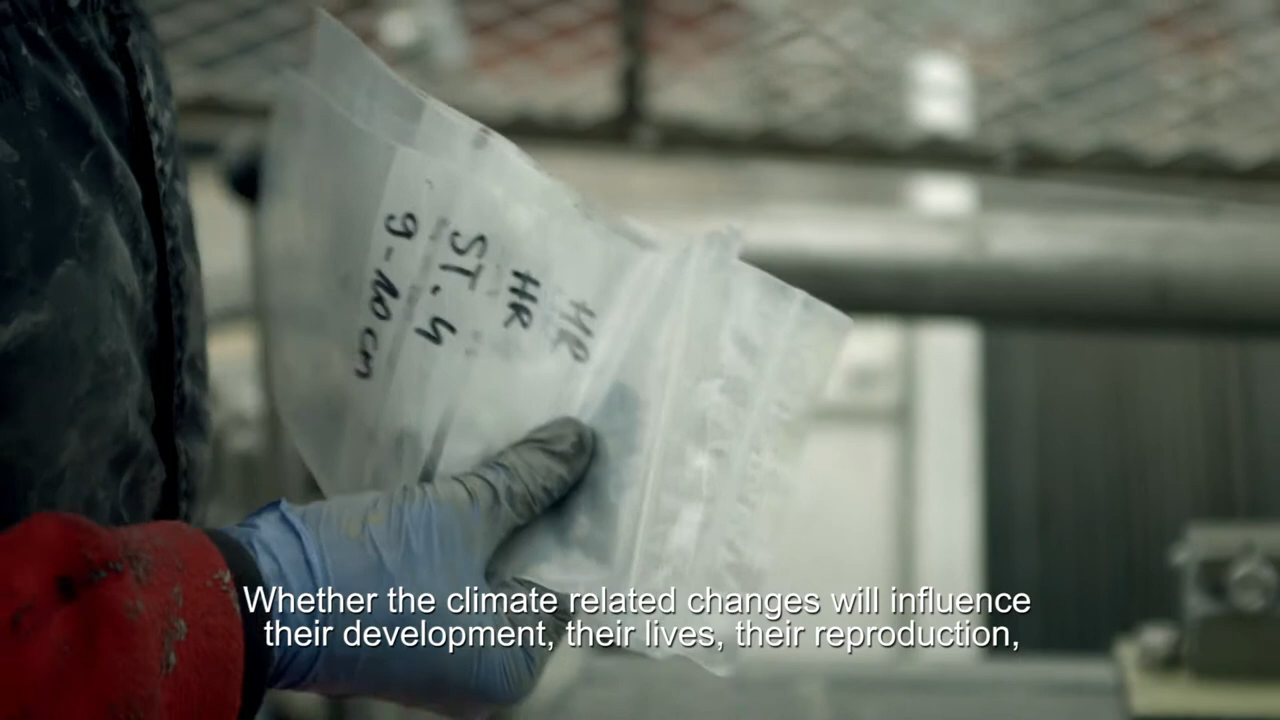 HR
HR
ST. 4
9-10 cm
Whether the climate related changes will influence
their development, their lives, their reproduction,